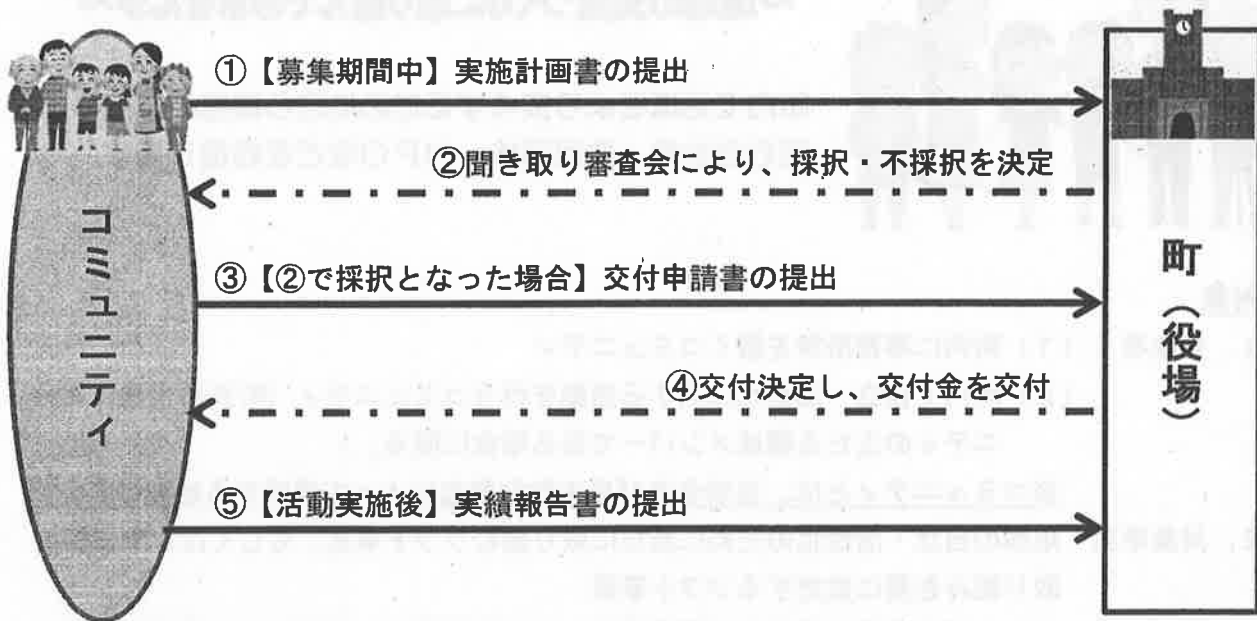 ①【募集期間中】実施計画書の提出
②聞き取り審査会により、採択・不採択を決定
コミュニティ
③【②で採択となった場合】交付申請書の提出
町（役場）
④交付決定し、交付金を交付
⑤【活動実施後】実績報告書の提出